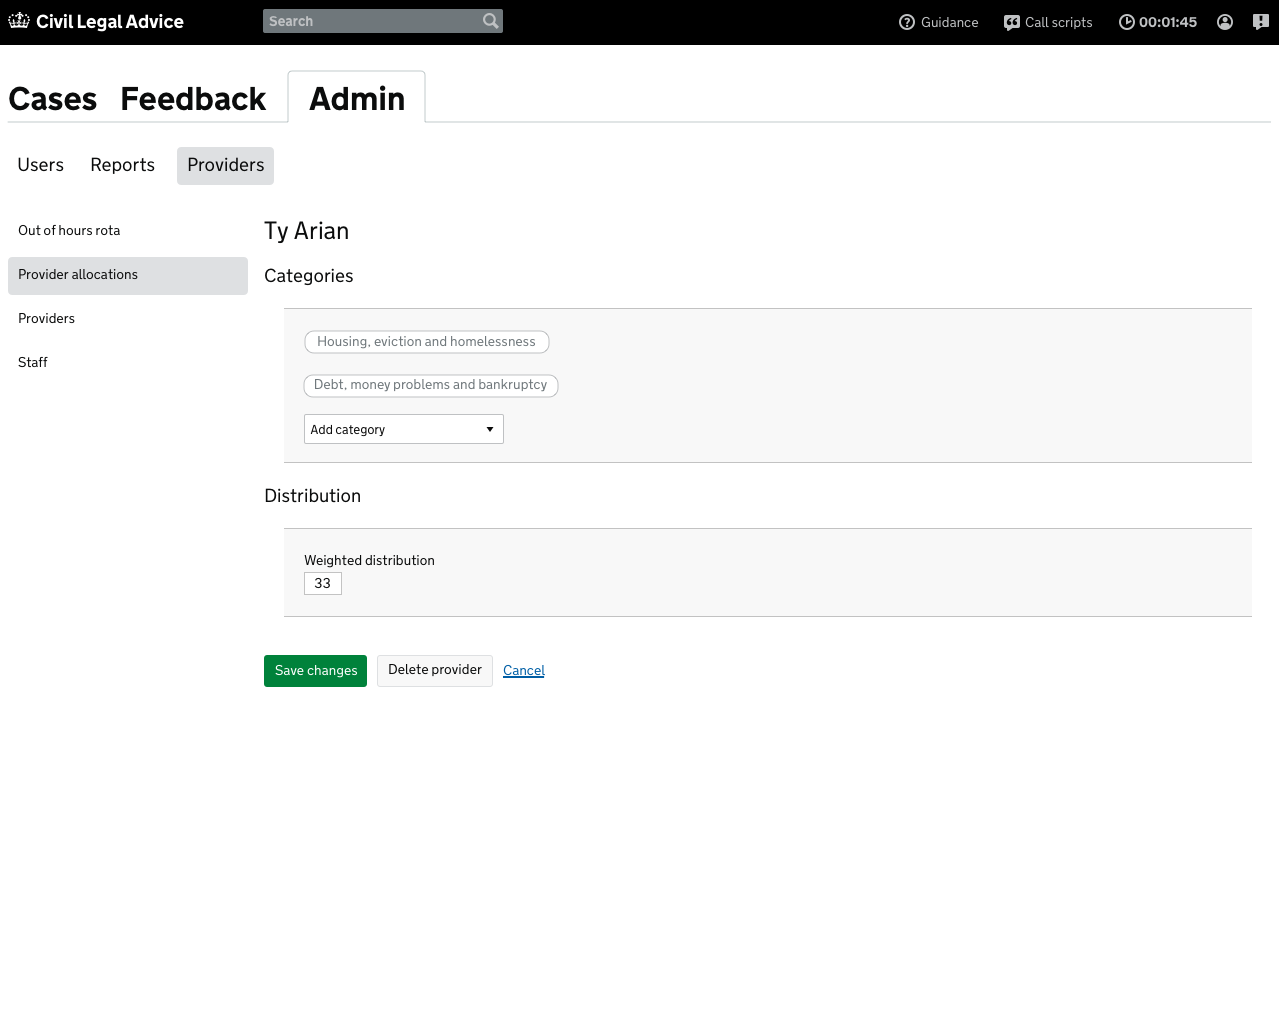 Civil Legal Advice
Search
Guidance
Call scripts
00:01:45
Cases
Feedback
Admin
Users
Reports
Providers
Out of hours rota
Provider allocations
Providers
Staff
Ty Arian
Categories
Housing, eviction and homelessness
Debt, money problems and bankruptcy
Add category
Distribution
Weighted distribution
33
Save changes
Delete provider
Cancel